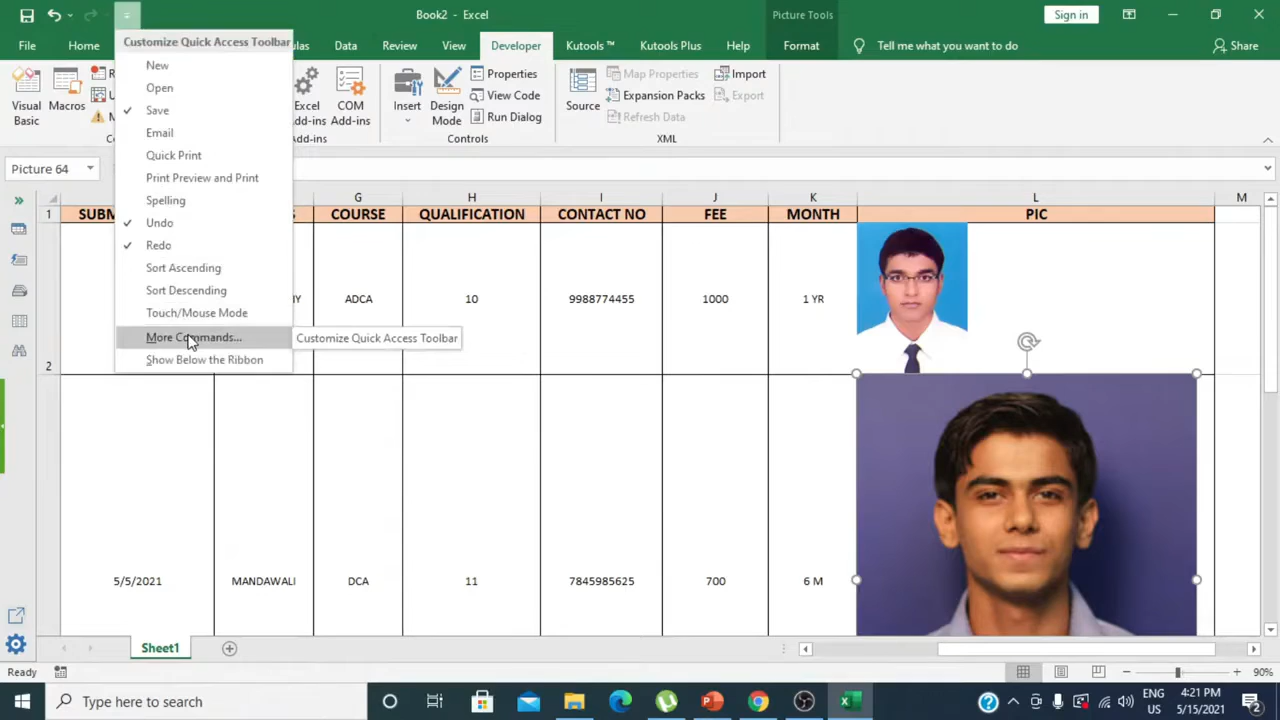 Book2 - Excel
Picture Tools
Sign in
File
Home
Data
Review
View
Developer
Kutools ™
Kutools Plus
Help
Format
Tell me what you want to do
Share
Customize Quick Access Toolbar
New
Open
Save
Email
Quick Print
Print Preview and Print
Spelling
Undo
Redo
Sort Ascending
Sort Descending
Touch/Mouse Mode
More Commands...
Show Below the Ribbon
Customize Quick Access Toolbar
Visual
Basic
Macros
Excel
Add-ins
COM
Add-ins
Insert
Design
Mode
Properties
View Code
Run Dialog
Controls
Source
Map Properties
Expansion Packs
Refresh Data
Import
Export
XML
Picture 64
G H I J K L M
1 COURSE QUALIFICATION CONTACT NO FEE MONTH PIC
2 ADCA 10 9988774455 1000 1 YR
5/5/2021 MANDAWALI DCA 11 7845985625 700 6 M
Sheet1
Ready
90%
Type here to search
ENG
US
4:21 PM
5/15/2021
2